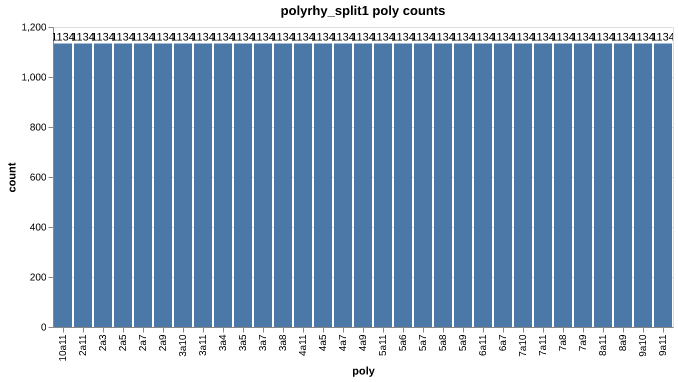 polyrhy_split1 poly counts
1,200
1134 1134 1134 1134 1134 1134 1134 1134 1134 1134 1134 1134 1134 1134 1134 1134 1134 1134 1134 1134 1134 1134 1134 1134 1134 1134 1134 1134 1134 1134 1134
1,000
800
600
400
200
0
count
10a11 2a11 2a3 2a5 2a7 2a9 3a10 3a11 3a4 3a5 3a7 3a8 4a11 4a5 4a7 4a9 5a11 5a6 5a7 5a8 5a9 6a11 6a7 7a10 7a11 7a8 7a9 8a11 8a9 9a10 9a11
poly